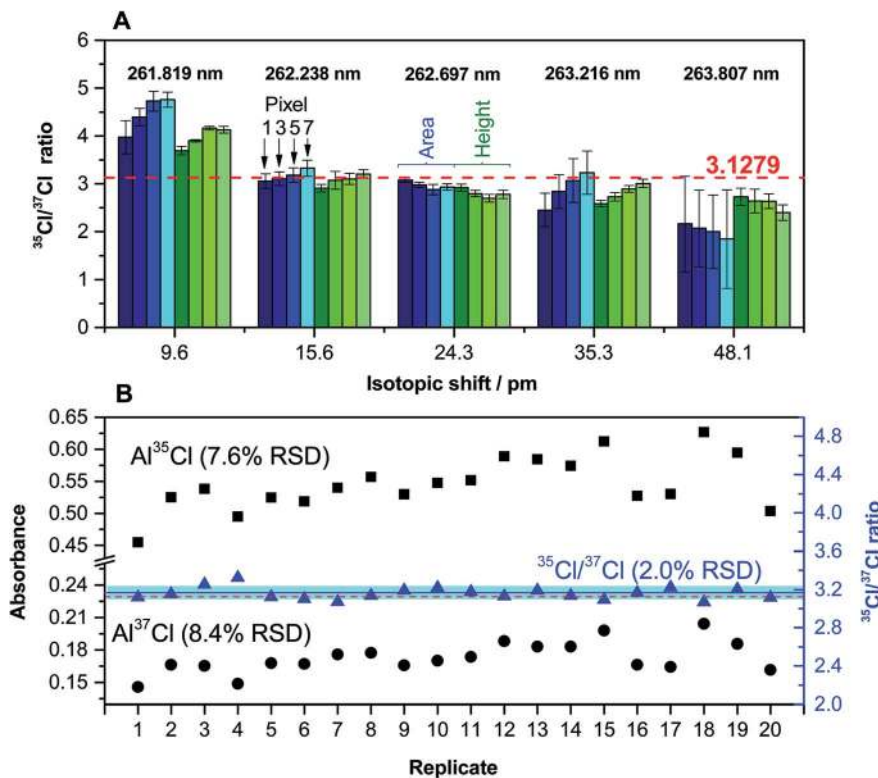 A
261.819 nm 262.238 nm 262.697 nm 263.216 nm 263.807 nm
Pixel
1 3 5 7
Area
Height
3.1279
6
5
4
3
2
1
0
³⁵Cl/³⁷Cl ratio
9.6 15.6 24.3 35.3 48.1
Isotopic shift / pm
B
0.65
0.60
0.55
0.50
0.45
0.24
0.21
0.18
0.15
Absorbance
Al³⁵Cl (7.6% RSD)
³⁵Cl/³⁷Cl (2.0% RSD)
Al³⁷Cl (8.4% RSD)
4.8
4.4
4.0
3.6
3.2
2.8
2.4
2.0
³⁵Cl/³⁷Cl ratio
1 2 3 4 5 6 7 8 9 10 11 12 13 14 15 16 17 18 19 20
Replicate